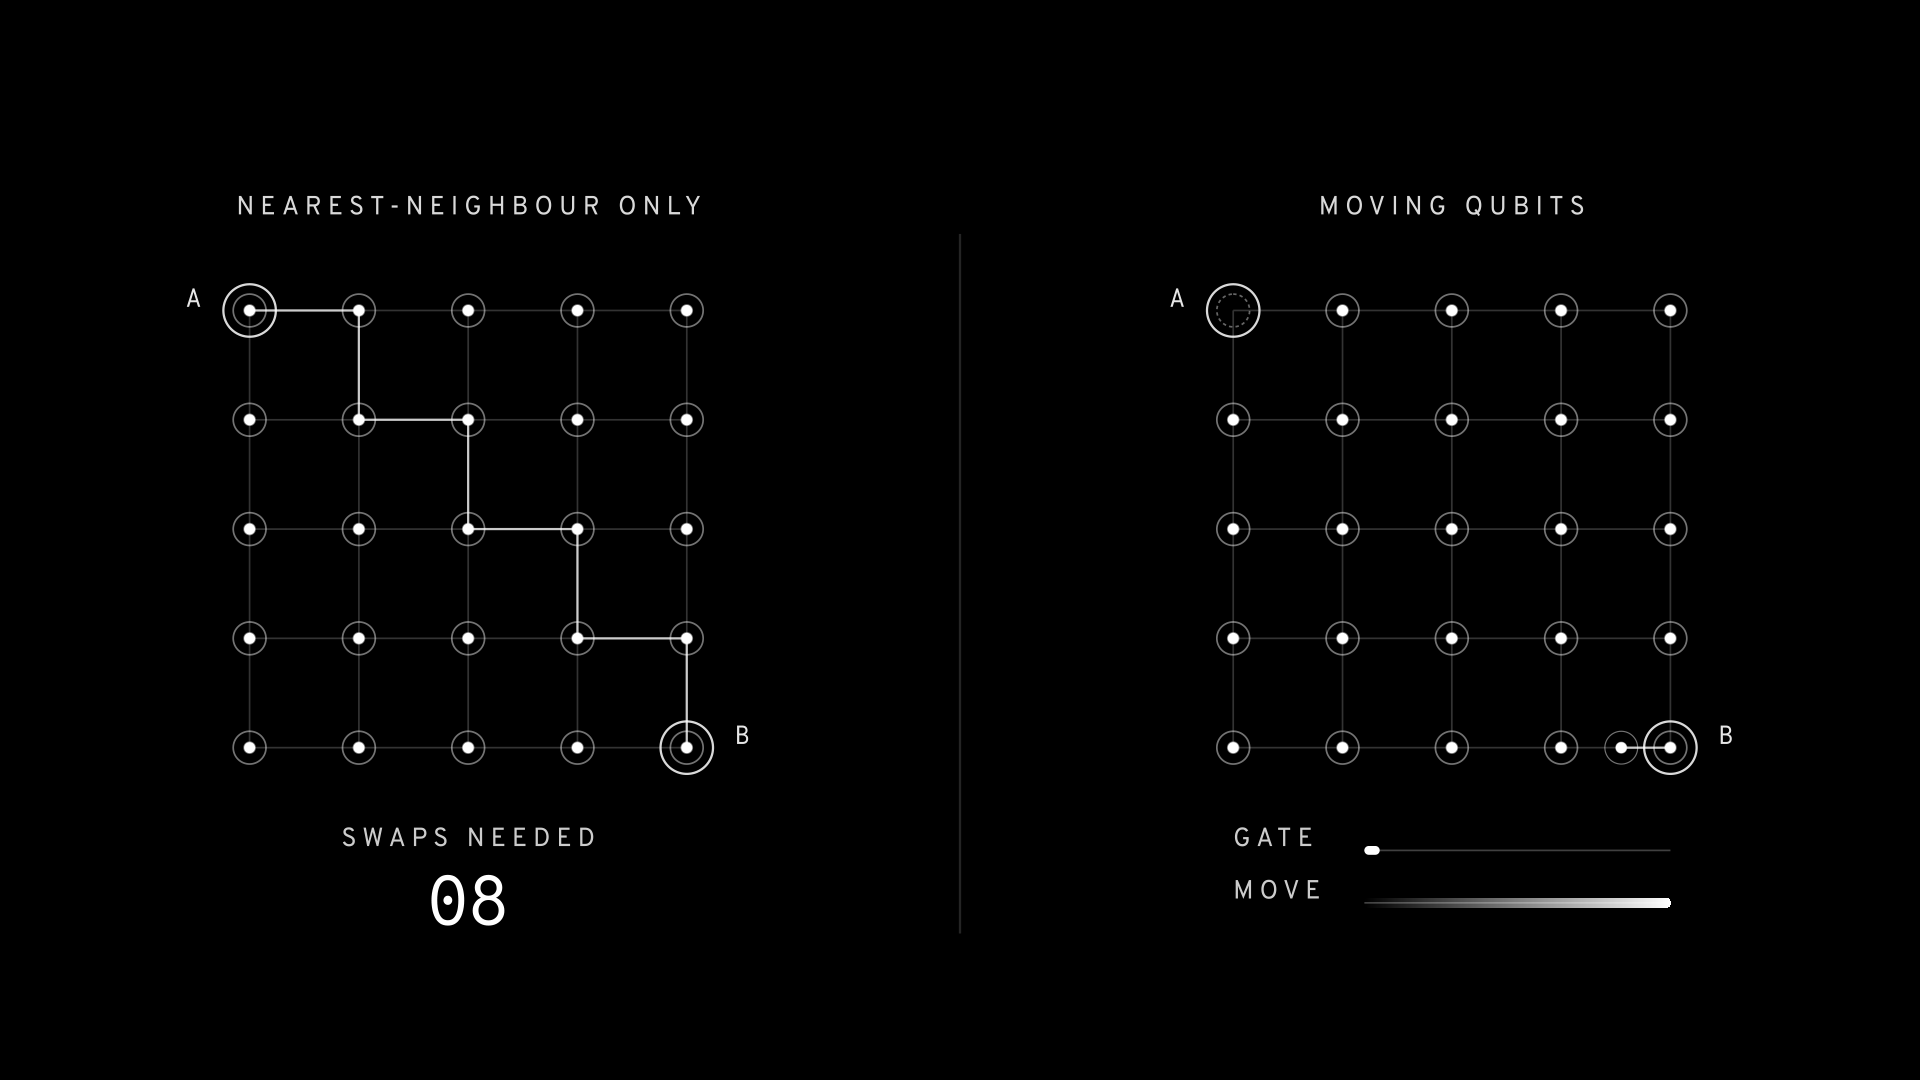 NEAREST-NEIGHBOUR ONLY
A
B
SWAPS NEEDED
08
MOVING QUBITS
A
B
GATE
MOVE